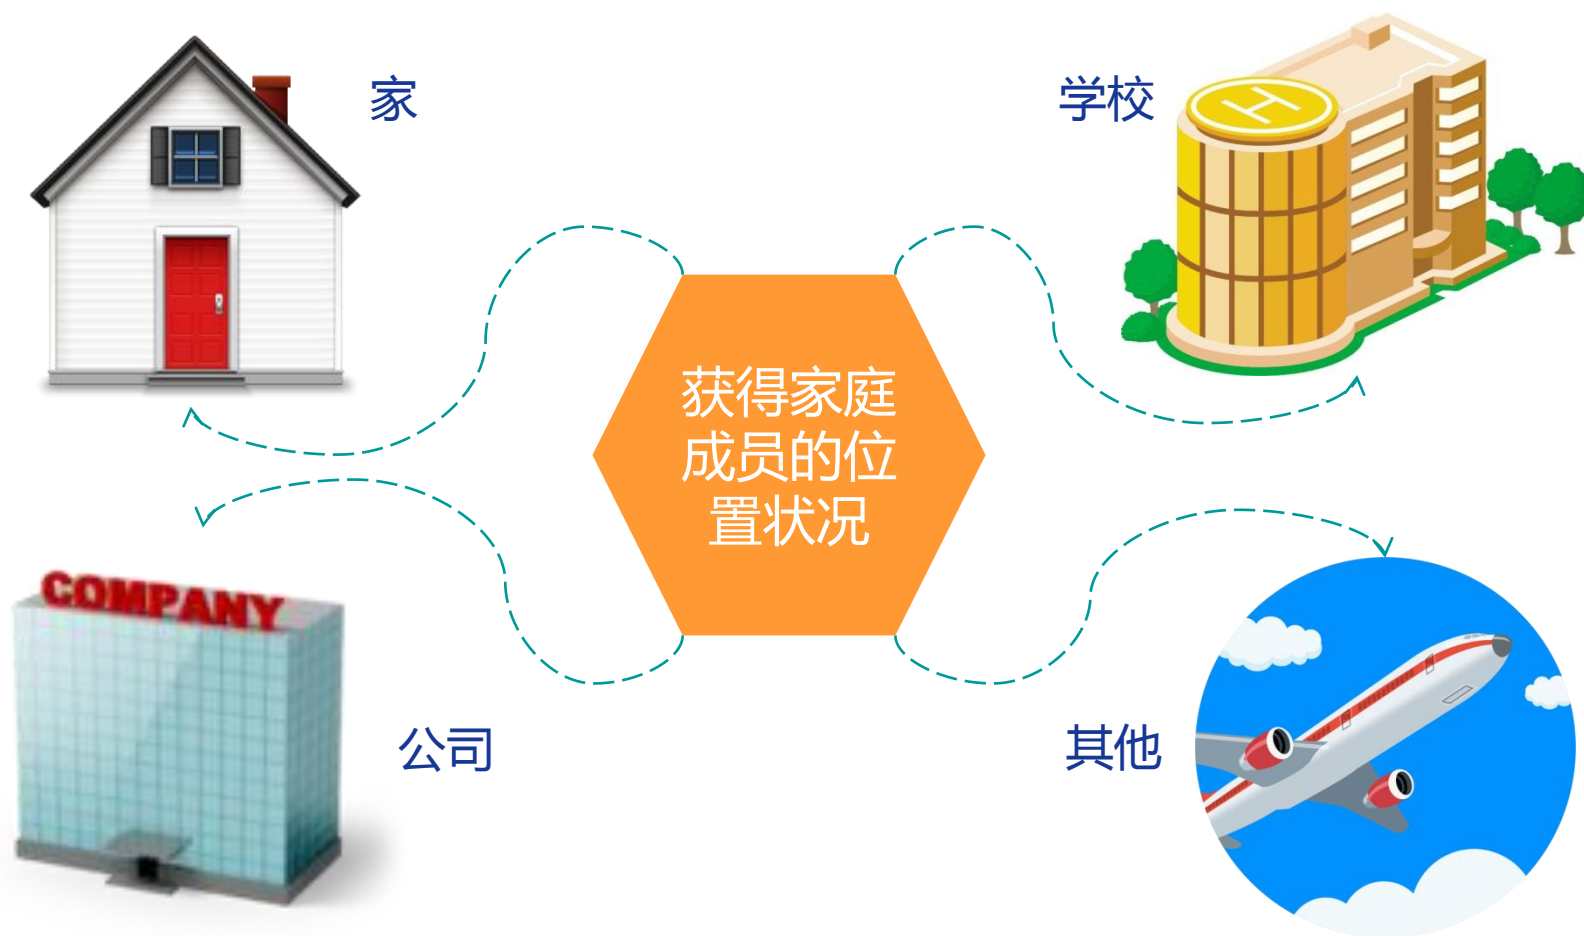 家
学校
获得家庭
成员的位
置状况
COMPANY
公司
其他
H